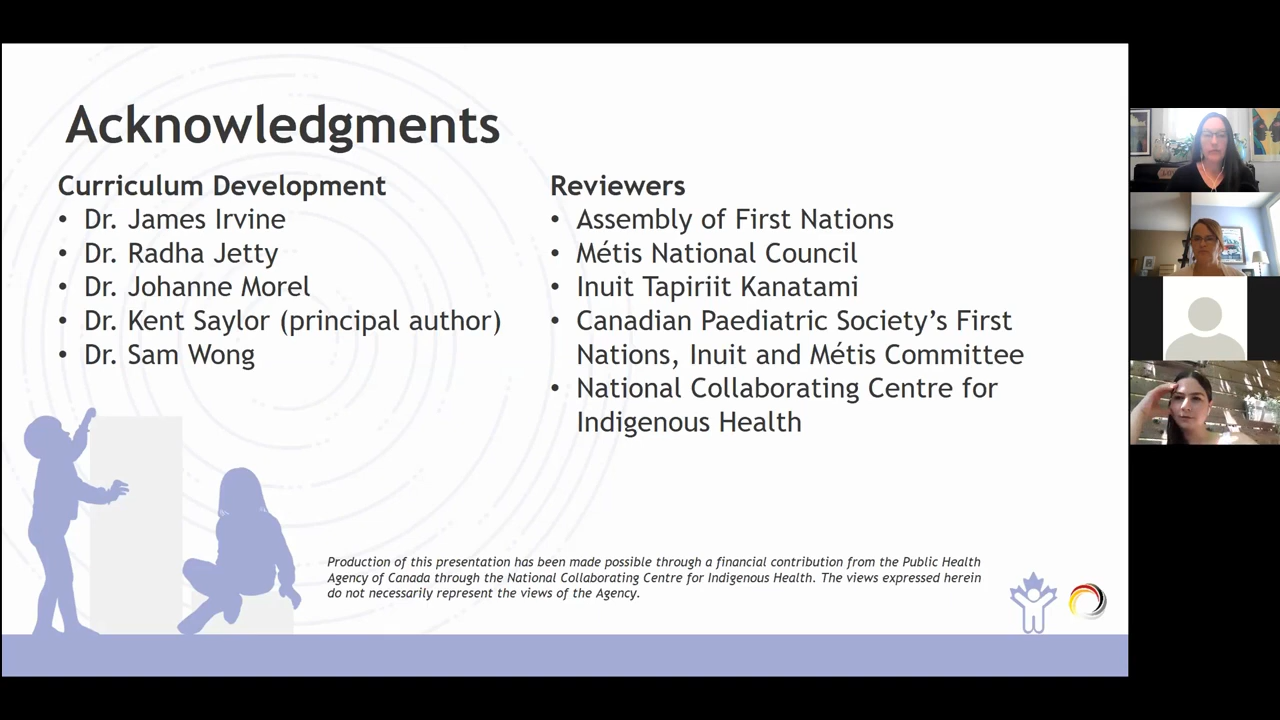 Acknowledgments
Curriculum Development
• Dr. James Irvine
• Dr. Radha Jetty
• Dr. Johanne Morel
• Dr. Kent Saylor (principal author)
• Dr. Sam Wong
Reviewers
• Assembly of First Nations
• Métis National Council
• Inuit Tapiriit Kanatami
• Canadian Paediatric Society’s First
Nations, Inuit and Métis Committee
• National Collaborating Centre for
Indigenous Health
Production of this presentation has been made possible through a financial contribution from the Public Health
Agency of Canada through the National Collaborating Centre for Indigenous Health. The views expressed herein
do not necessarily represent the views of the Agency.